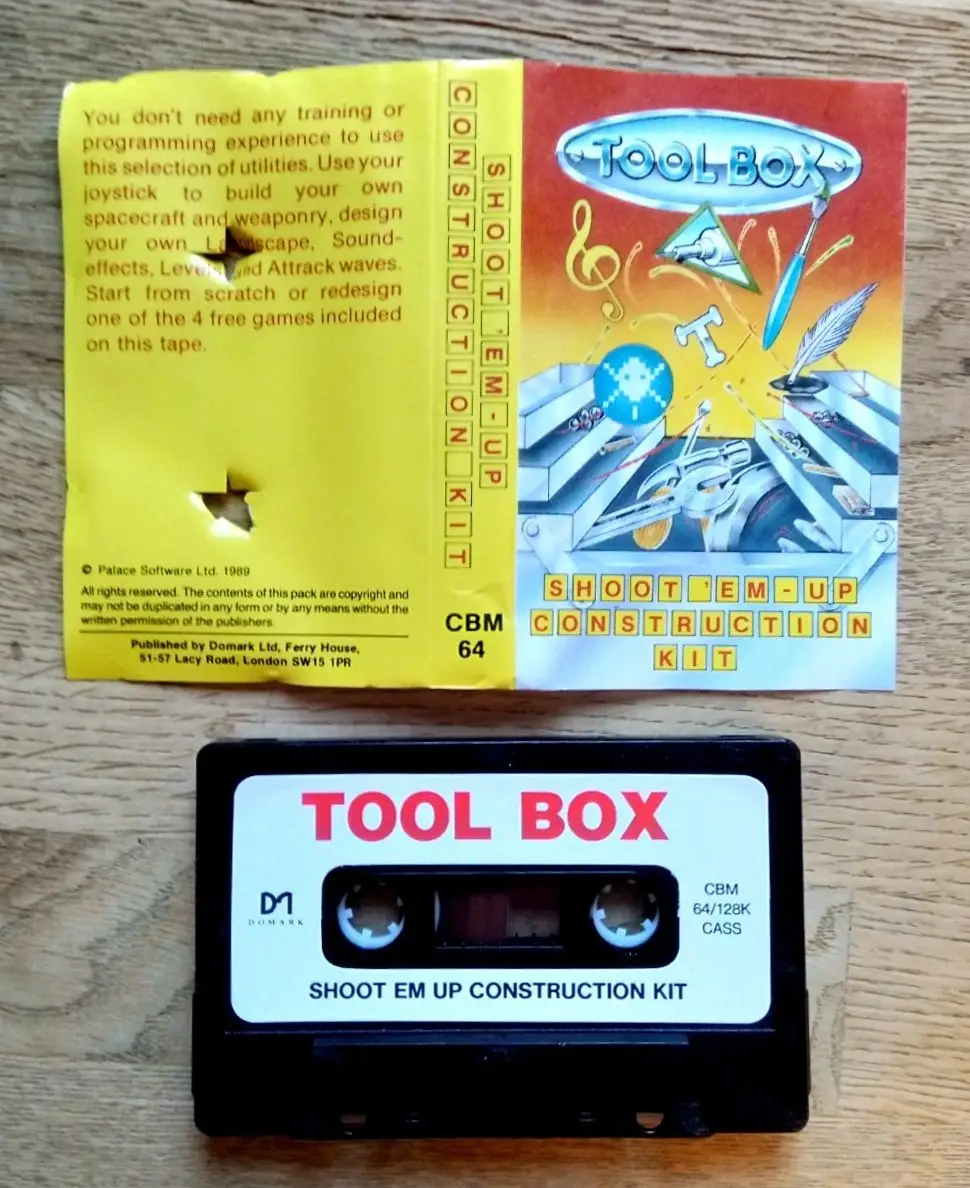 You don't need any training or
programming experience to use
this selection of utilities. Use your
joystick to build your own
spacecraft and weaponry, design
your own Landscape, Sound-
effects, Levels and Attrack waves.
Start from scratch or redesign
one of the 4 free games included
on this tape.
© Palace Software Ltd. 1989
All rights reserved. The contents of this pack are copyright and
may not be duplicated in any form or by any means without the
written permission of the publishers.
Published by Domark Ltd, Ferry House,
51-57 Lacy Road, London SW15 1PR
SHOOT 'EM-UP
CONSTRUCTION KIT
CBM
64
TOOL BOX
T
SHOOT 'EM-UP
CONSTRUCTION
KIT
TOOL BOX
DM
DOMARK
CBM
64/128K
CASS
SHOOT EM UP CONSTRUCTION KIT